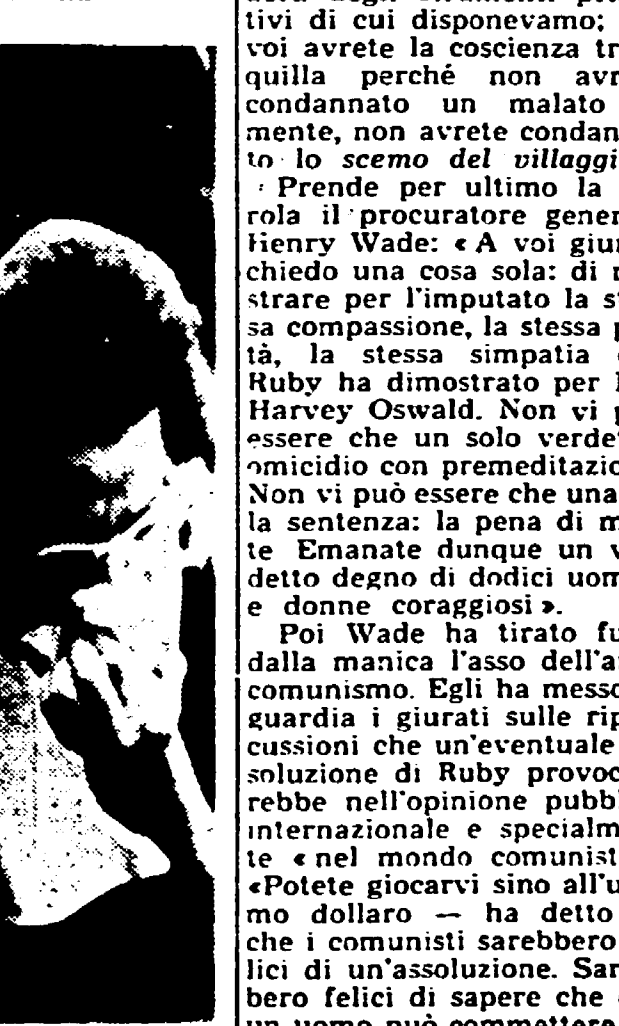 tivi di cui disponevamo;
voi avrete la coscienza tr
quilla perché non avr
condannato un malato
mente, non avrete condan
to lo scemo del villaggi
Prende per ultimo la
rola il procuratore gener
Henry Wade: «A voi giur
chiedo una cosa sola: di
strare per l'imputato la s
sa compassione, la stessa
tà, la stessa simpatia
Ruby ha dimostrato per
Harvey Oswald. Non vi p
essere che un solo verde
omicidio con premeditazio
Non vi può essere che una
la sentenza: la pena di m
te Emanate dunque un v
detto degno di dodici uom
e donne coraggiosi».
Poi Wade ha tirato fu
dalla manica l'asso dell'a
comunismo. Egli ha messo
guardia i giurati sulle rip
cussioni che un'eventuale
soluzione di Ruby provoc
rebbe nell'opinione pubbl
internazionale e specialm
te «nel mondo comunist
«Potete giocarvi sino all'u
mo dollaro — ha detto
che i comunisti sarebbero
lici di un'assoluzione. Sar
bero felici di sapere che
un uomo può commettere